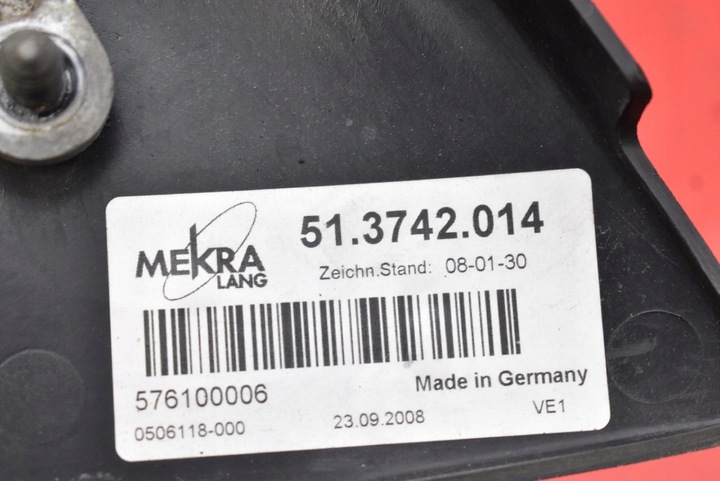 MEKRA
LANG
51.3742.014
Zeichn.Stand: 08-01-30
576100006
Made in Germany
0506118-000
23.09.2008
VE1